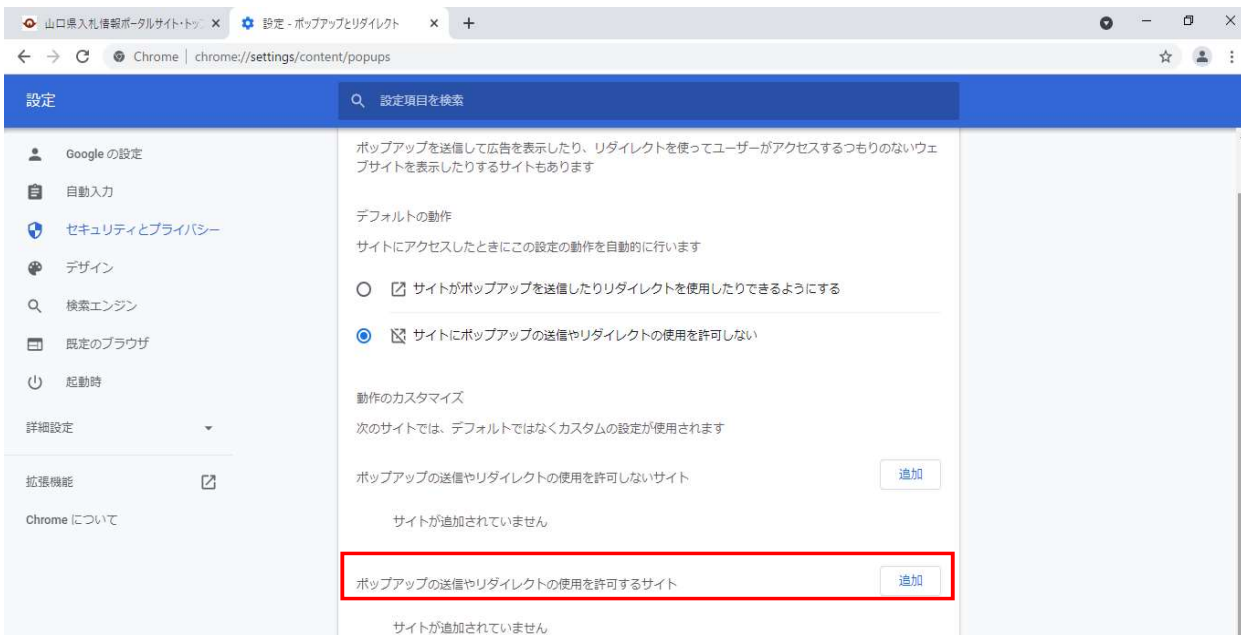 山口県入札情報ポータルサイト・トップ
設定 - ポップアップとリダイレクト
Chrome | chrome://settings/content/popups
設定
設定項目を検索
Google の設定
自動入力
セキュリティとプライバシー
デザイン
検索エンジン
既定のブラウザ
起動時
詳細設定
拡張機能
Chrome について
ポップアップを送信して広告を表示したり、リダイレクトを使ってユーザーがアクセスするつもりのないウェ
ブサイトを表示したりするサイトもあります
デフォルトの動作
サイトにアクセスしたときにこの設定の動作を自動的に行います
サイトがポップアップを送信したりリダイレクトを使用したりできるようにする
サイトにポップアップの送信やリダイレクトの使用を許可しない
動作のカスタマイズ
次のサイトでは、デフォルトではなくカスタムの設定が使用されます
ポップアップの送信やリダイレクトの使用を許可しないサイト
追加
サイトが追加されていません
ポップアップの送信やリダイレクトの使用を許可するサイト
追加
サイトが追加されていません